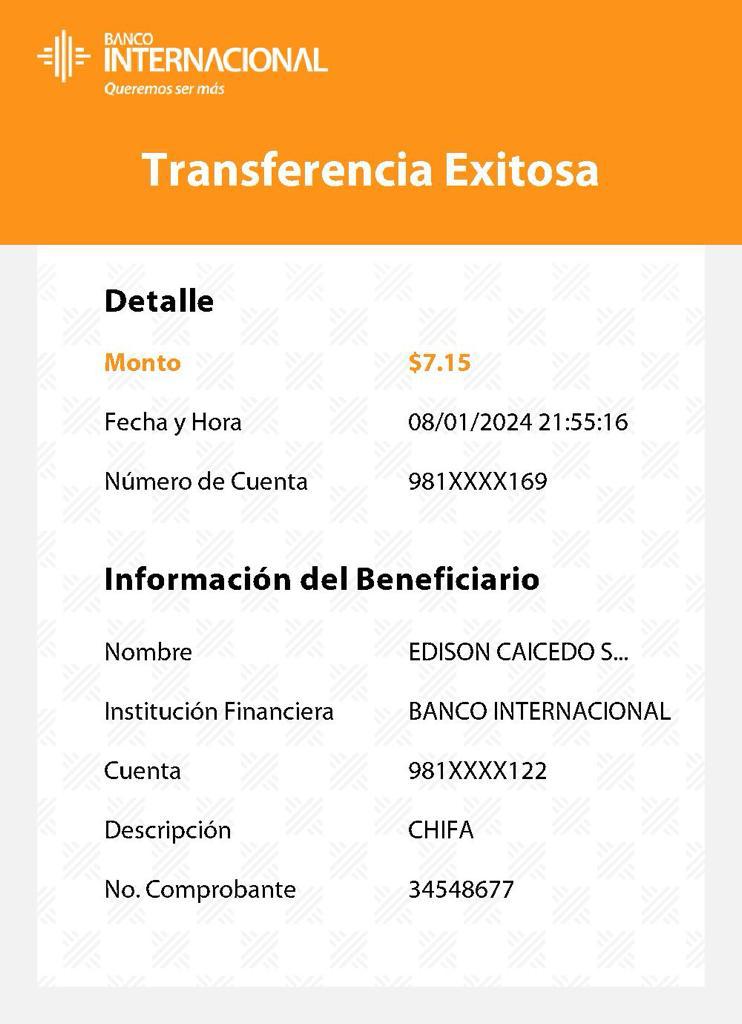 BANCO
INTERNACIONAL
Queremos ser más
Transferencia Exitosa
Detalle
Monto $7.15
Fecha y Hora 08/01/2024 21:55:16
Número de Cuenta 981XXXX169
Información del Beneficiario
Nombre EDISON CAICEDO S...
Institución Financiera BANCO INTERNACIONAL
Cuenta 981XXXX122
Descripción CHIFA
No. Comprobante 34548677